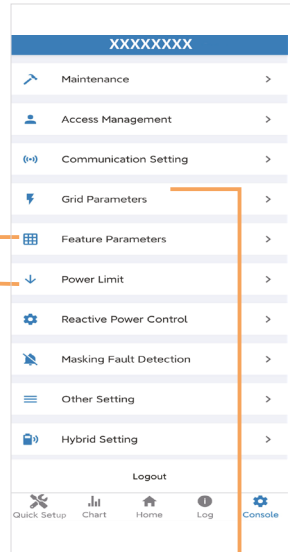 XXXXXXXX
Maintenance
Access Management
Communication Setting
Grid Parameters
Feature Parameters
Power Limit
Reactive Power Control
Masking Fault Detection
Other Setting
Hybrid Setting
Logout
Quick Setup Chart Home Log Console